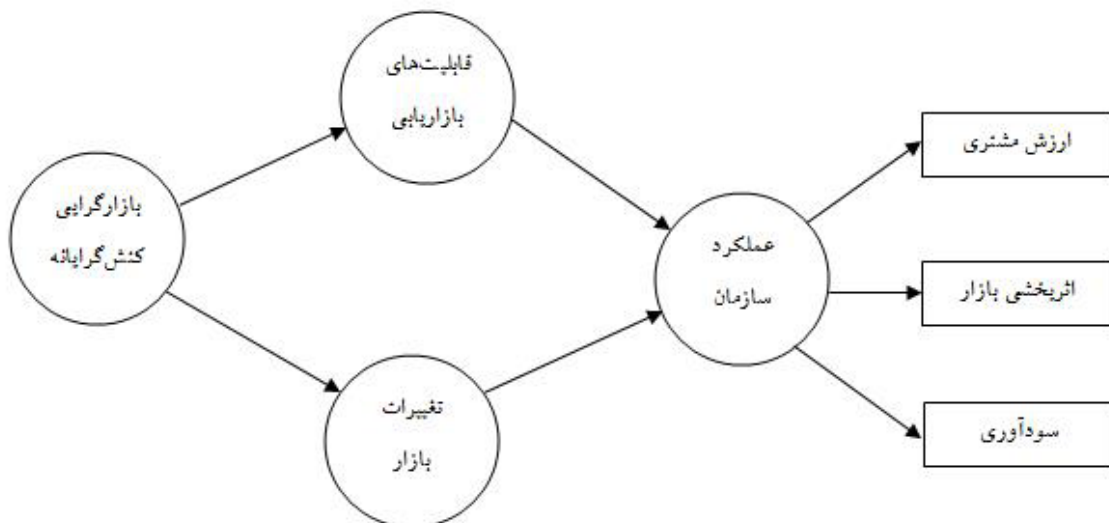 قابلیت‌های
بازاریابی
بازارگرایی
کنش‌گرایانه
تغییرات
بازار
عملکرد
سازمان
ارزش مشتری
اثربخشی بازار
سودآوری